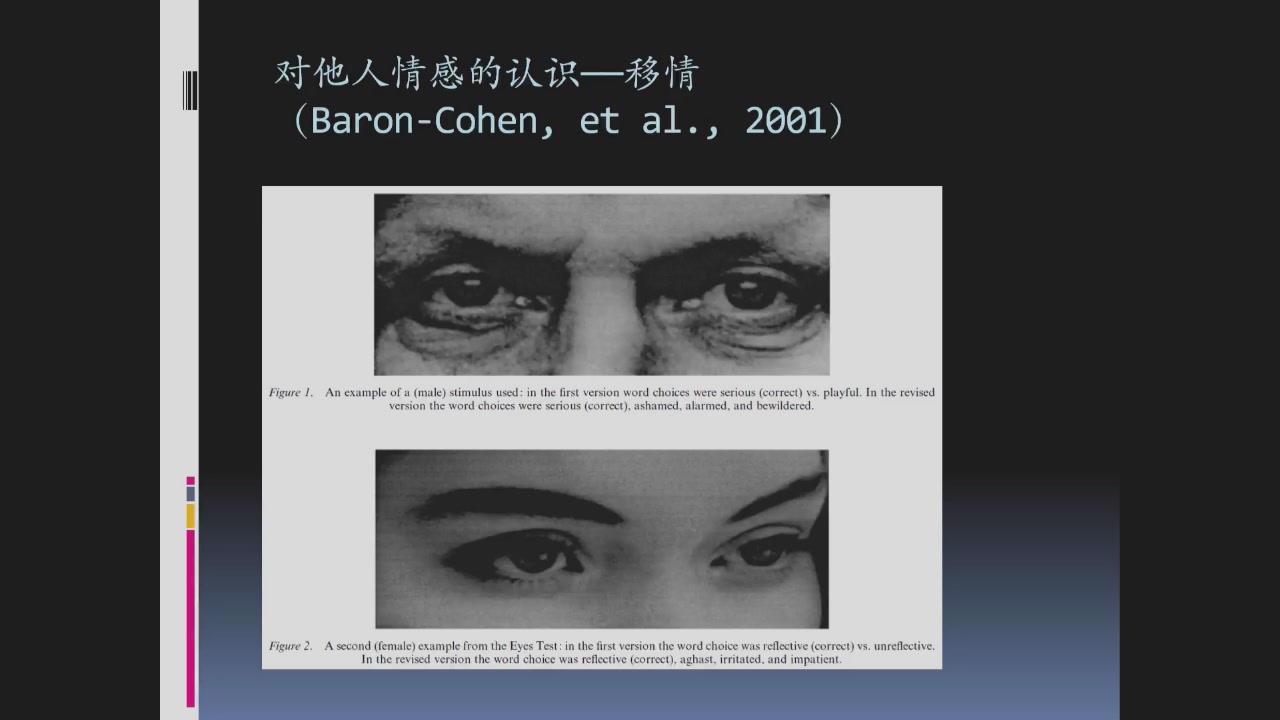 对他人情感的认识——移情
（Baron-Cohen, et al., 2001）
Figure 1. An example of a (male) stimulus used: in the first version word choices were serious (correct) vs. playful. In the revised
version the word choices were serious (correct), ashamed, alarmed, and bewildered.
Figure 2. A second (female) example from the Eyes Test: in the first version the word choice was reflective (correct) vs. unreflective.
In the revised version the word choice was reflective (correct), aghast, irritated, and impatient.